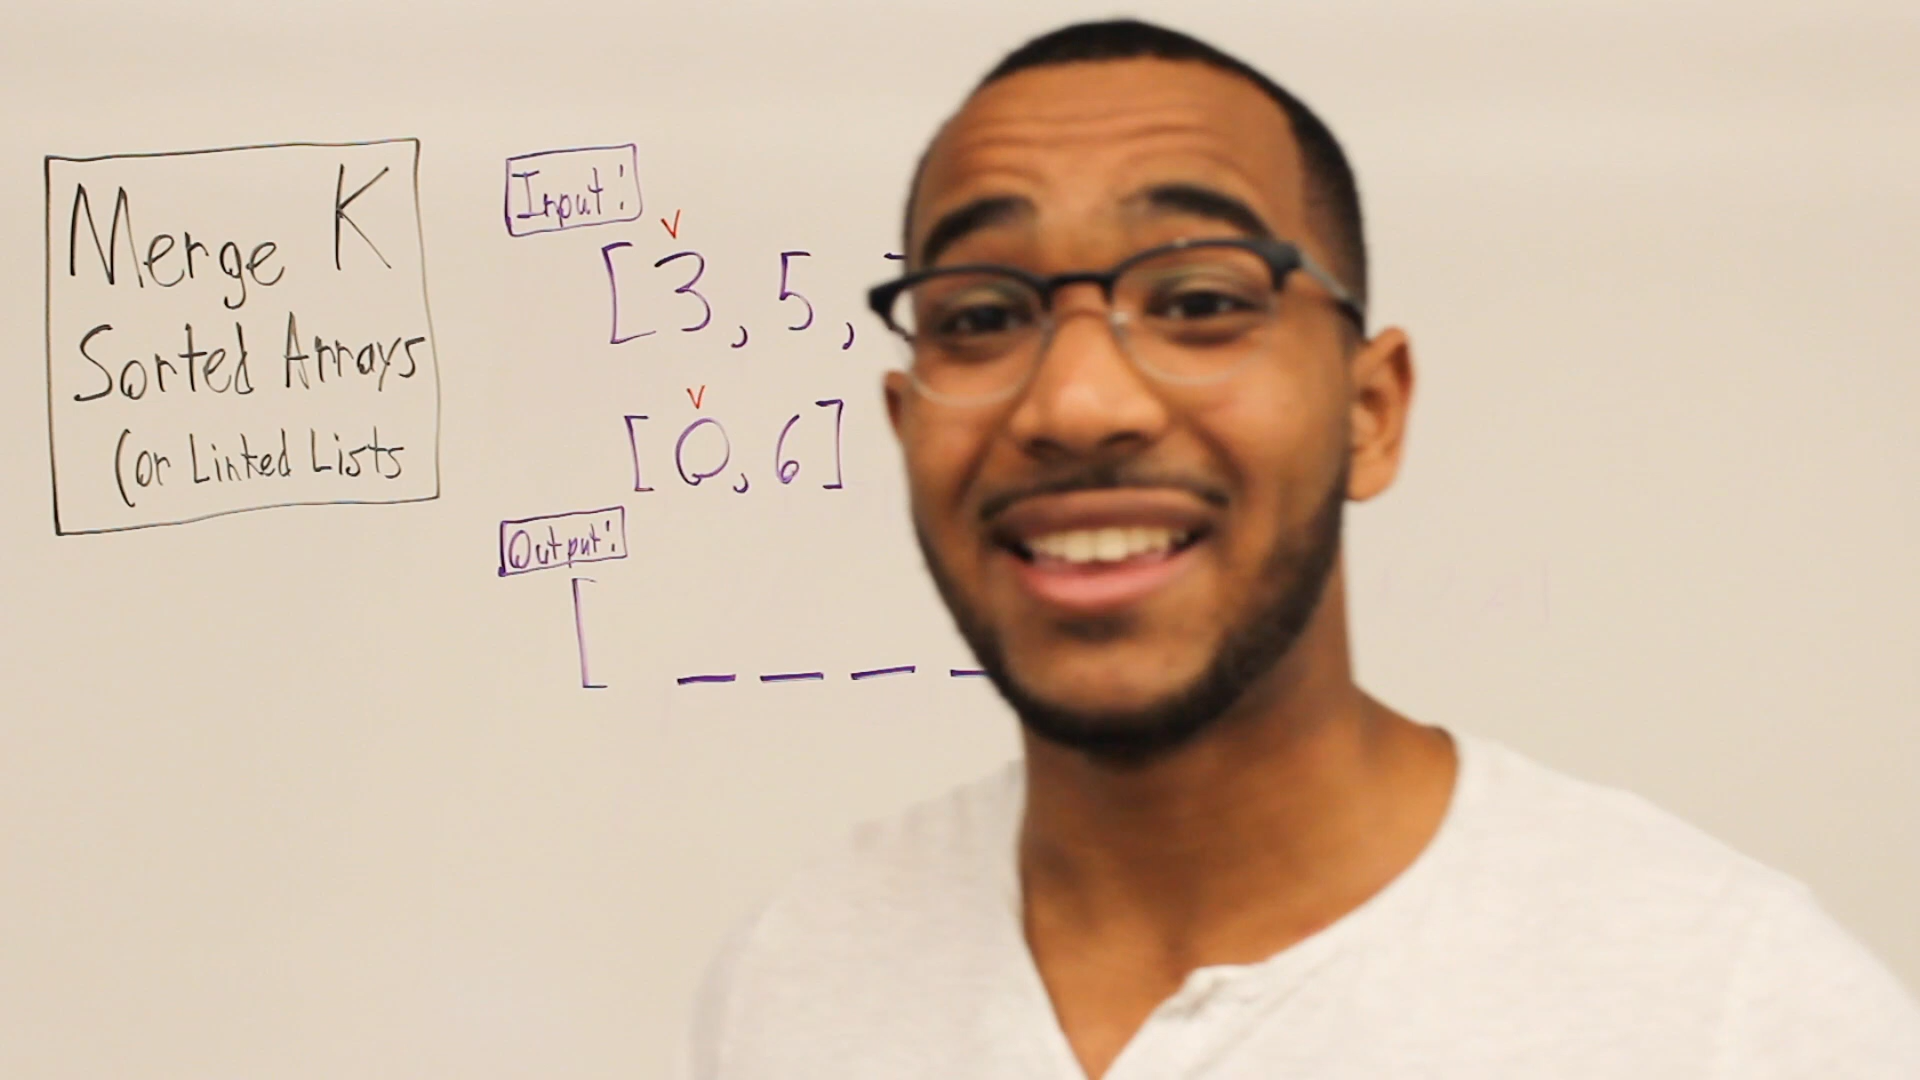 Merge K
Sorted Arrays
(or Linked Lists
Input:
v
[3, 5,
v
[0, 6]
Output:
[ _ _ _ _